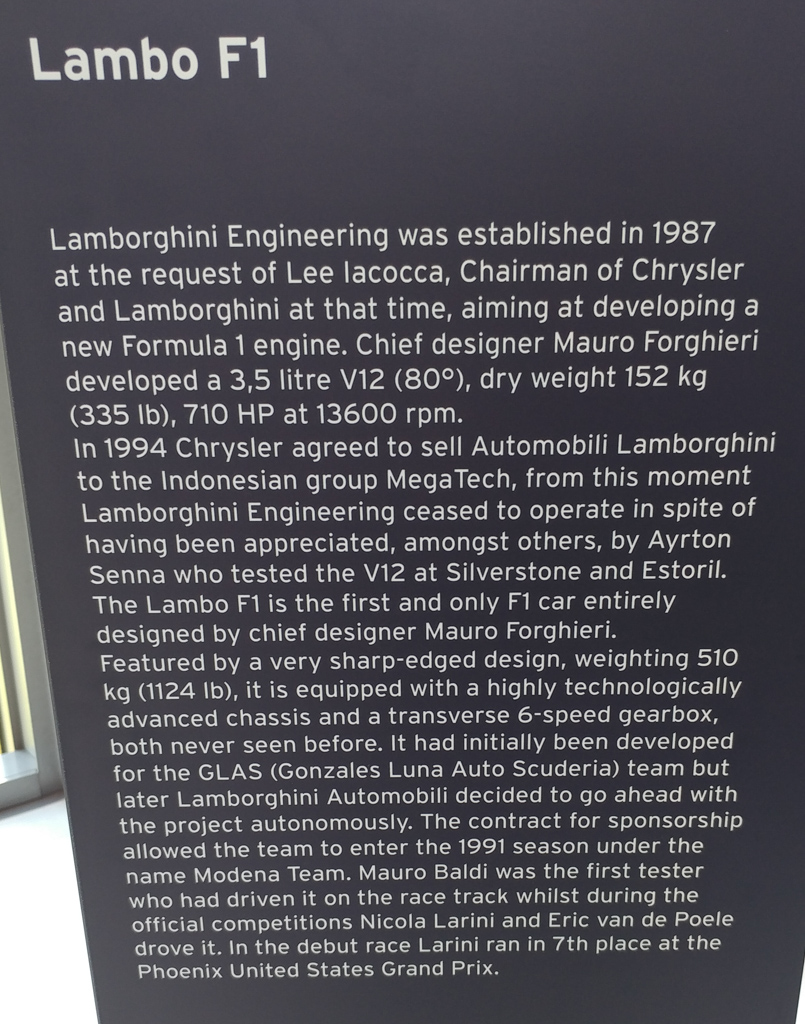 Lambo F1
Lamborghini Engineering was established in 1987
at the request of Lee Iacocca, Chairman of Chrysler
and Lamborghini at that time, aiming at developing a
new Formula 1 engine. Chief designer Mauro Forghieri
developed a 3,5 litre V12 (80°), dry weight 152 kg
(335 lb), 710 HP at 13600 rpm.
In 1994 Chrysler agreed to sell Automobili Lamborghini
to the Indonesian group MegaTech, from this moment
Lamborghini Engineering ceased to operate in spite of
having been appreciated, amongst others, by Ayrton
Senna who tested the V12 at Silverstone and Estoril.
The Lambo F1 is the first and only F1 car entirely
designed by chief designer Mauro Forghieri.
Featured by a very sharp-edged design, weighting 510
kg (1124 lb), it is equipped with a highly technologically
advanced chassis and a transverse 6-speed gearbox,
both never seen before. It had initially been developed
for the GLAS (Gonzales Luna Auto Scuderia) team but
later Lamborghini Automobili decided to go ahead with
the project autonomously. The contract for sponsorship
allowed the team to enter the 1991 season under the
name Modena Team. Mauro Baldi was the first tester
who had driven it on the race track whilst during the
official competitions Nicola Larini and Eric van de Poele
drove it. In the debut race Larini ran in 7th place at the
Phoenix United States Grand Prix.